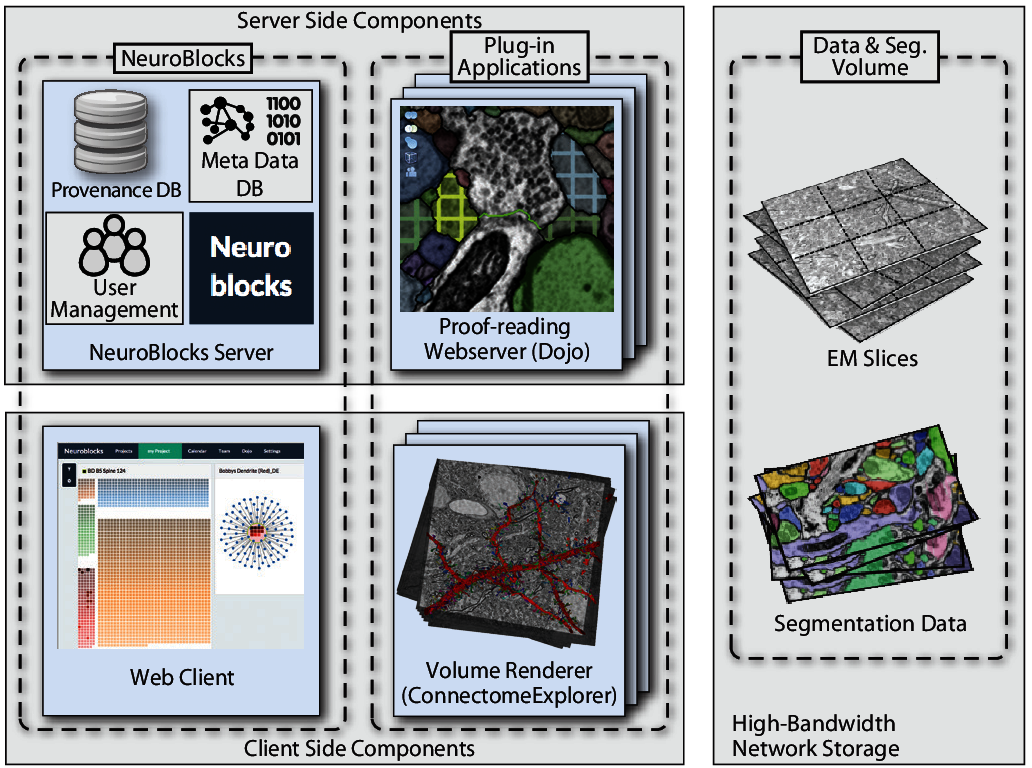 Server Side Components
NeuroBlocks
Plug-in
Applications
Data & Seg.
Volume
Provenance DB
1100
1010
0101
Meta Data
DB
User
Management
Neuro
blocks
NeuroBlocks Server
Proof-reading
Webserver (Dojo)
EM Slices
Segmentation Data
Neuroblocks
Projects
my Project
Calendar
Team
Dojo
Settings
BD BS Spine 124
Bobbys Dendrite (Red)_DE
Web Client
Volume Renderer
(ConnectomeExplorer)
Client Side Components
High-Bandwidth
Network Storage